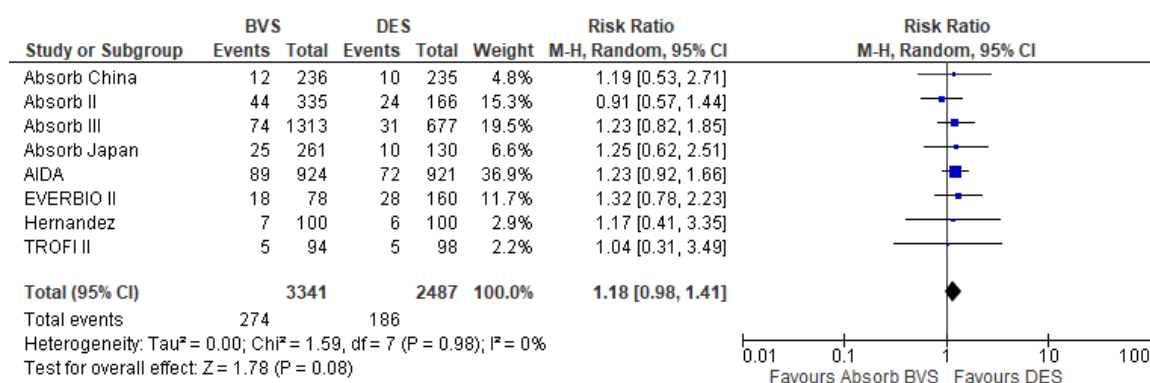 BVS DES Risk Ratio Risk Ratio
Study or Subgroup Events Total Events Total Weight M-H, Random, 95% CI M-H, Random, 95% CI
Absorb China 12 236 10 235 4.8% 1.19 [0.53, 2.71]
Absorb II 44 335 24 166 15.3% 0.91 [0.57, 1.44]
Absorb III 74 1313 31 677 19.5% 1.23 [0.82, 1.85]
Absorb Japan 25 261 10 130 6.6% 1.25 [0.62, 2.51]
AIDA 89 924 72 921 36.9% 1.23 [0.92, 1.66]
EVERBIO II 18 78 28 160 11.7% 1.32 [0.78, 2.23]
Hernandez 7 100 6 100 2.9% 1.17 [0.41, 3.35]
TROFI II 5 94 5 98 2.2% 1.04 [0.31, 3.49]
Total (95% CI) 3341 2487 100.0% 1.18 [0.98, 1.41]
Total events 274 186
Heterogeneity: Tau² = 0.00; Chi² = 1.59, df = 7 (P = 0.98); I² = 0%
Test for overall effect: Z = 1.78 (P = 0.08)
0.01 0.1 1 10 100
Favours Absorb BVS Favours DES